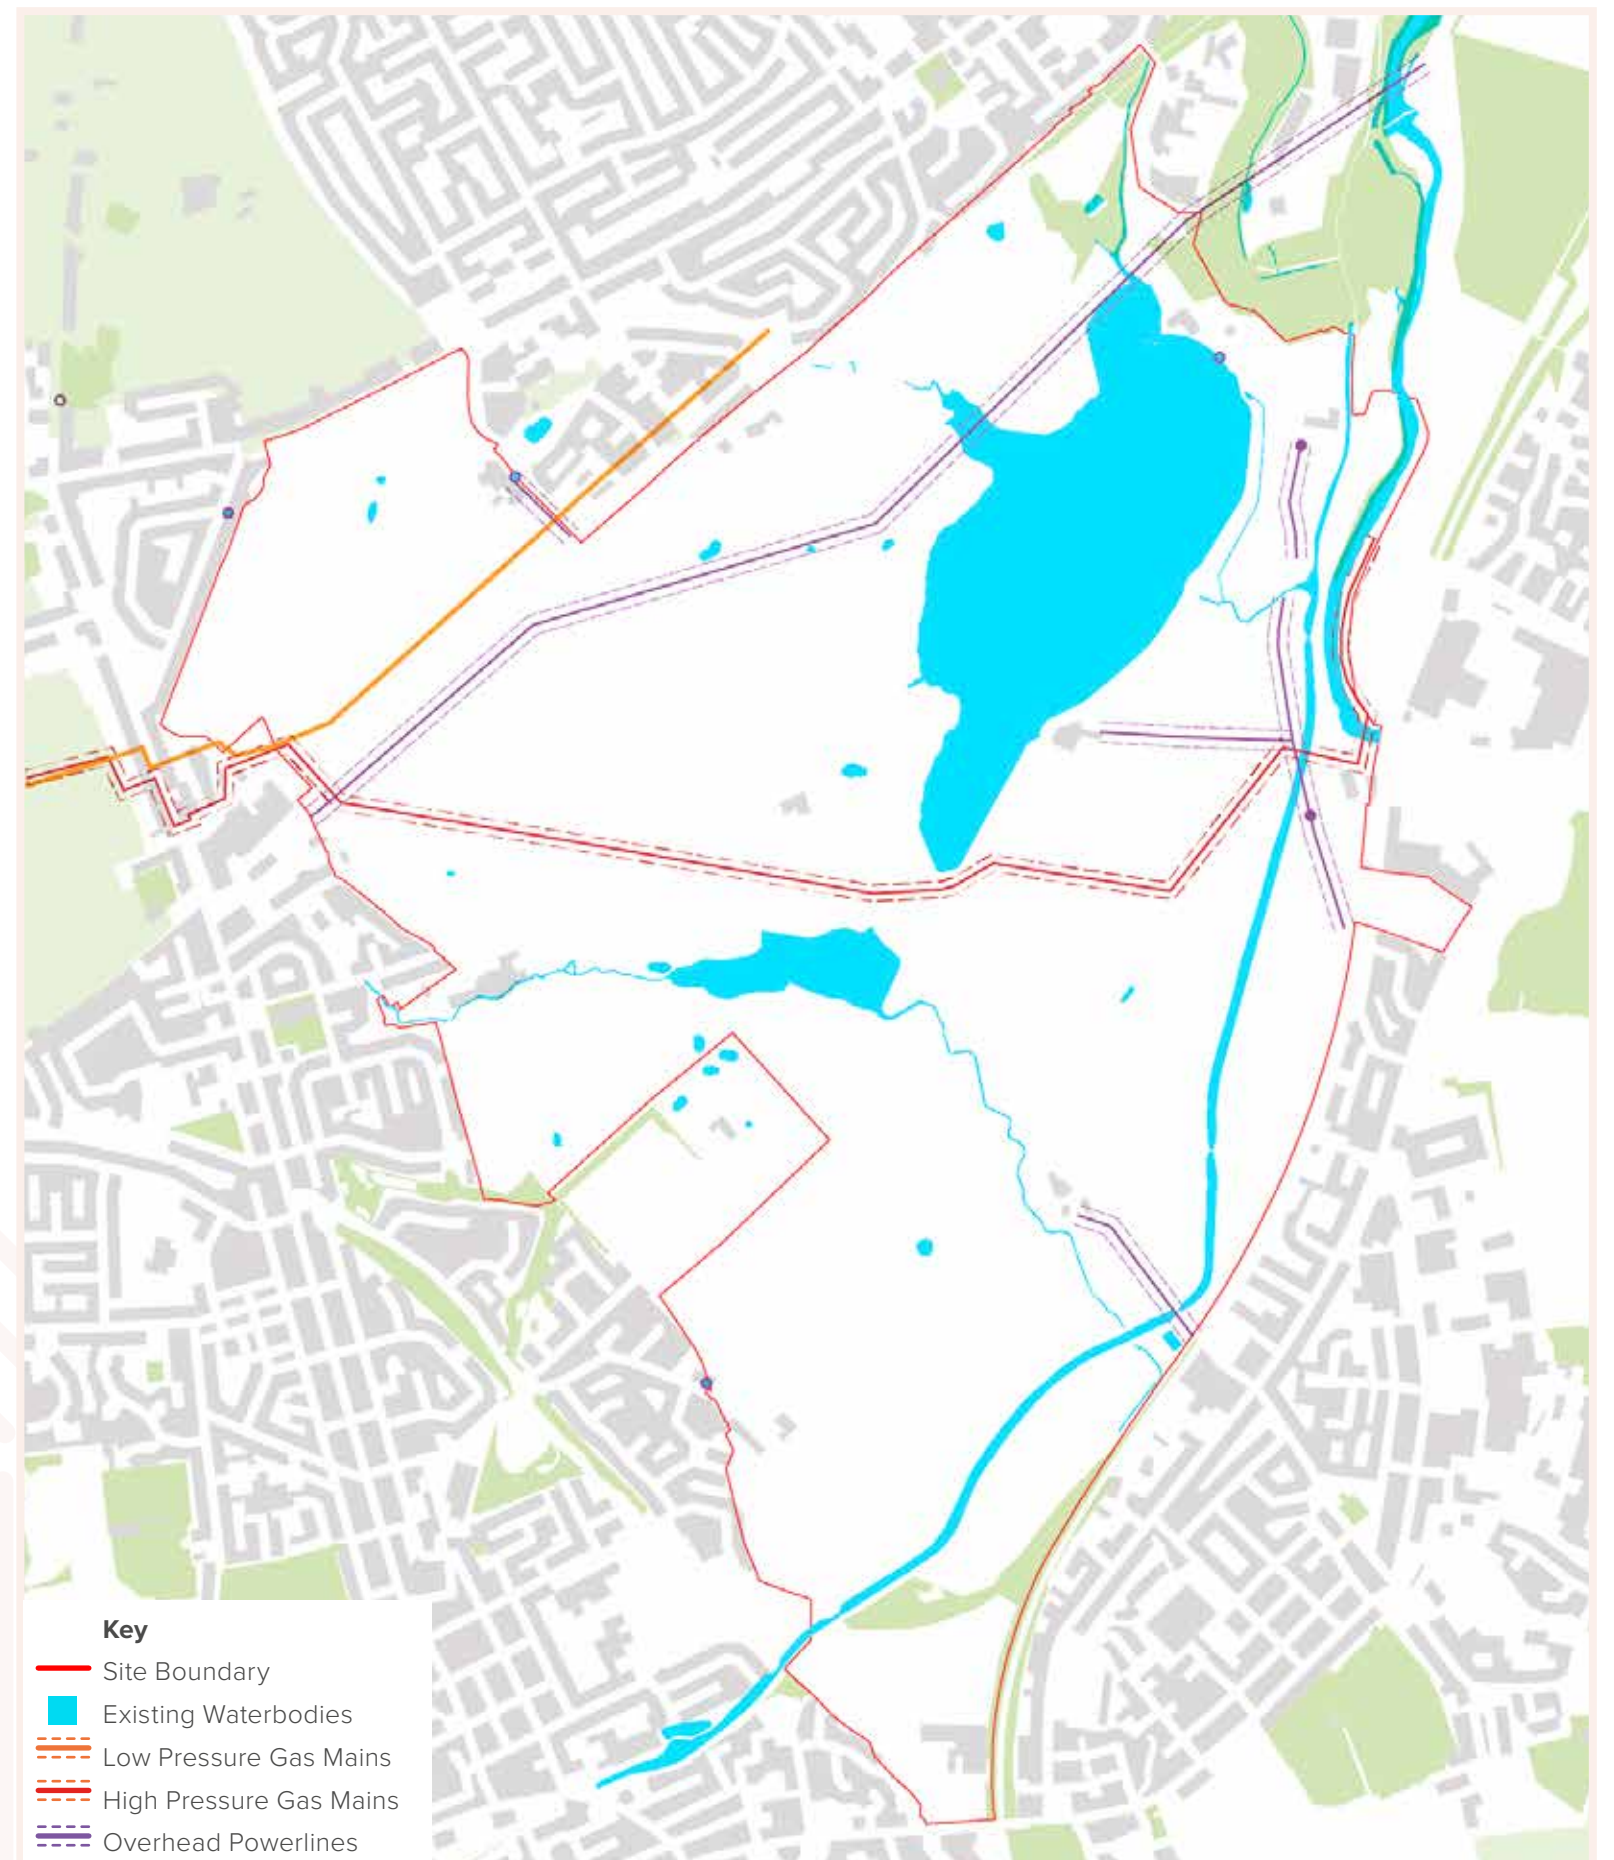 Key
Site Boundary
Existing Waterbodies
Low Pressure Gas Mains
High Pressure Gas Mains
Overhead Powerlines